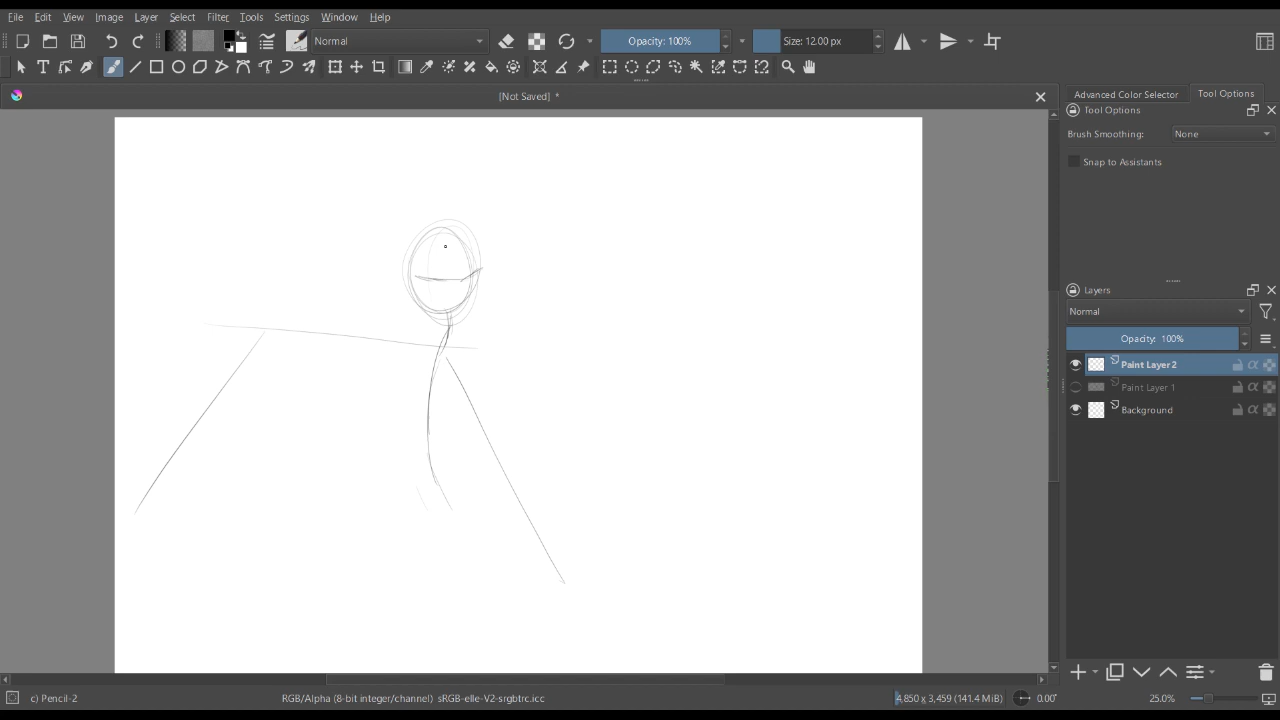 File Edit View Image Layer Select Filter Tools Settings Window Help
Normal Opacity: 100% Size: 12.00 px
[Not Saved] *
Advanced Color Selector Tool Options
Tool Options
Brush Smoothing: None
Snap to Assistants
Layers
Normal
Opacity: 100%
Paint Layer 2
Paint Layer 1
Background
c) Pencil-2 RGB/Alpha (8-bit integer/channel) sRGB-elle-V2-srgbtrc.icc 4,850 x 3,459 (141.4 MiB) 0.00° 25.0%